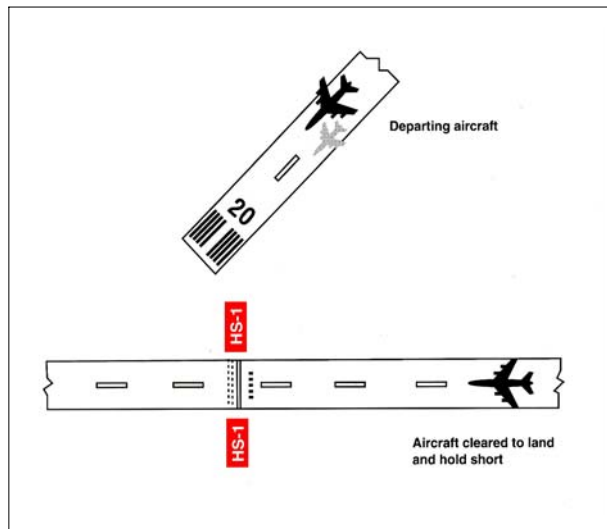 Departing aircraft
20
HS-1
HS-1
Aircraft cleared to land
and hold short